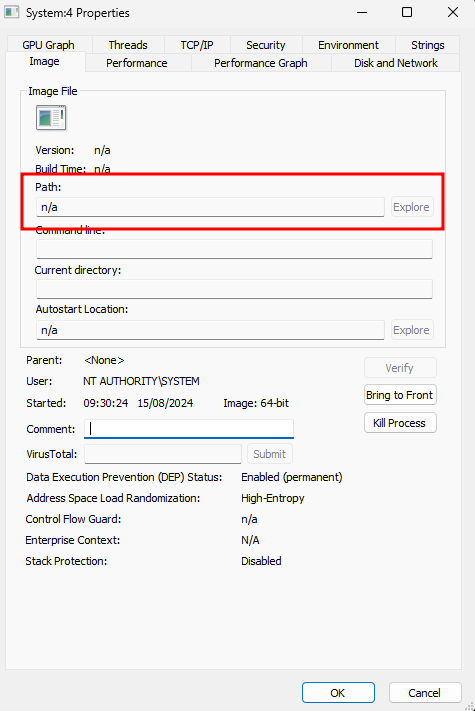 System:4 Properties
GPU Graph Threads TCP/IP Security Environment Strings
Image Performance Performance Graph Disk and Network
Image File
Version: n/a
Build Time: n/a
Path:
n/a Explore
Command line:
Current directory:
Autostart Location:
n/a Explore
Parent: <None>
User: NT AUTHORITY\SYSTEM
Started: 09:30:24 15/08/2024 Image: 64-bit
Comment:
VirusTotal: Submit
Verify
Bring to Front
Kill Process
Data Execution Prevention (DEP) Status: Enabled (permanent)
Address Space Load Randomization: High-Entropy
Control Flow Guard: n/a
Enterprise Context: N/A
Stack Protection: Disabled
OK Cancel